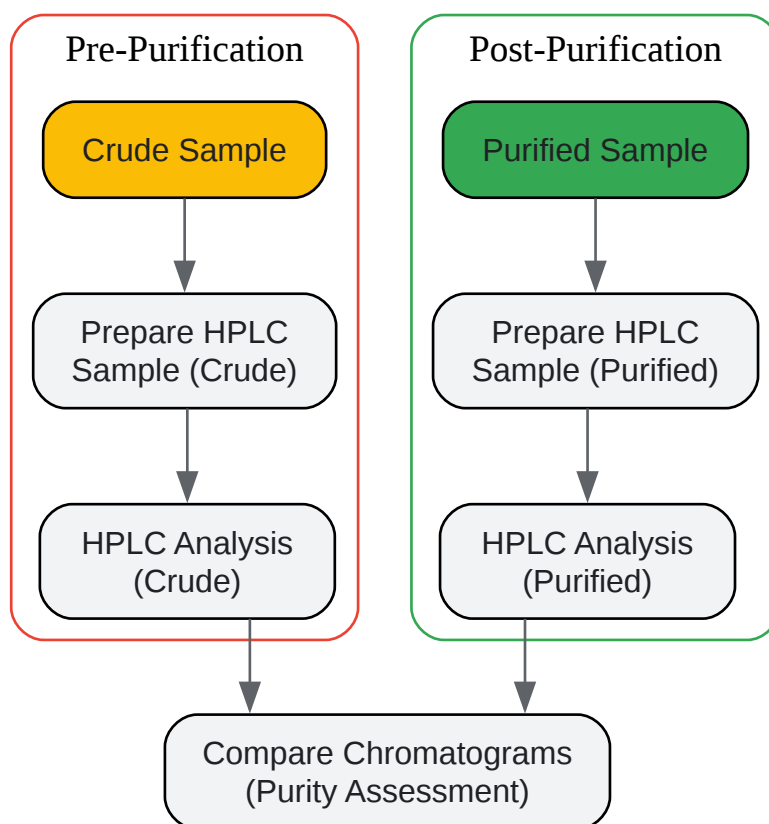 Pre-Purification
Crude Sample
Prepare HPLC
Sample (Crude)
HPLC Analysis
(Crude)
Post-Purification
Purified Sample
Prepare HPLC
Sample (Purified)
HPLC Analysis
(Purified)
Compare Chromatograms
(Purity Assessment)